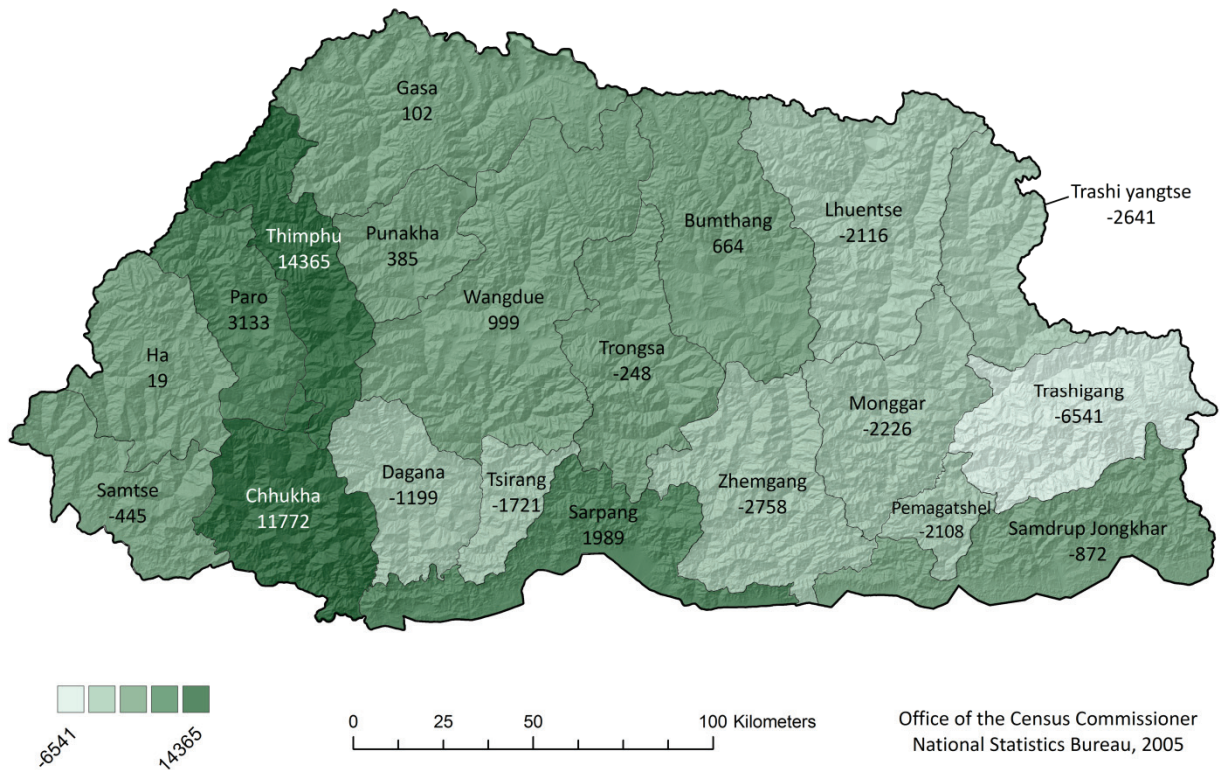 Gasa
102
Thimphu
14365
Punakha
385
Bumthang
664
Lhuentse
-2116
Trashi yangtse
-2641
Paro
3133
Wangdue
999
Ha
19
Trongsa
-248
Monggar
-2226
Trashigang
-6541
Samtse
-445
Chhukha
11772
Dagana
-1199
Tsirang
-1721
Sarpang
1989
Zhemgang
-2758
Pemagatshel
-2108
Samdrup Jongkhar
-872
-6541
14365
0 25 50 100 Kilometers
Office of the Census Commissioner
National Statistics Bureau, 2005